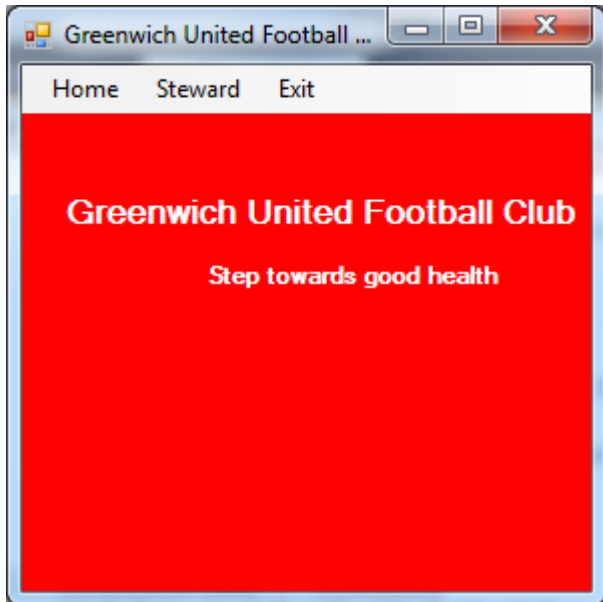 Greenwich United Football ...
Home Steward Exit
Greenwich United Football Club
Step towards good health